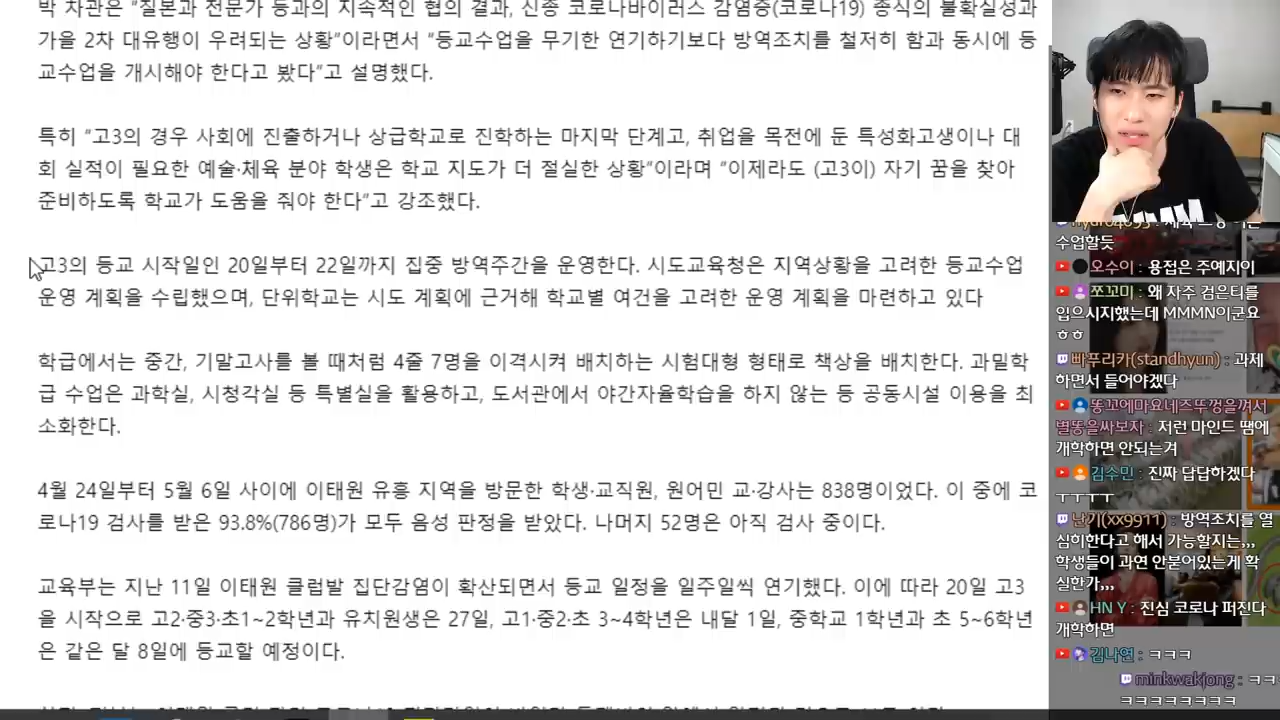 박 차관은 “질본과 전문가 등과의 지속적인 협의 결과, 신종 코로나바이러스 감염증(코로나19) 종식의 불확실성과
가을 2차 대유행이 우려되는 상황”이라면서 “등교수업을 무기한 연기하기보다 방역조치를 철저히 함과 동시에 등
교수업을 개시해야 한다고 봤다”고 설명했다.
특히 “고3의 경우 사회에 진출하거나 상급학교로 진학하는 마지막 단계고, 취업을 목전에 둔 특성화고생이나 대
회 실적이 필요한 예술·체육 분야 학생은 학교 지도가 더 절실한 상황”이라며 “이제라도 (고3이) 자기 꿈을 찾아
준비하도록 학교가 도움을 줘야 한다”고 강조했다.
고3의 등교 시작일인 20일부터 22일까지 집중 방역주간을 운영한다. 시도교육청은 지역상황을 고려한 등교수업
운영 계획을 수립했으며, 단위학교는 시도 계획에 근거해 학교별 여건을 고려한 운영 계획을 마련하고 있다
학급에서는 중간, 기말고사를 볼 때처럼 4줄 7명을 이격시켜 배치하는 시험대형 형태로 책상을 배치한다. 과밀학
급 수업은 과학실, 시청각실 등 특별실을 활용하고, 도서관에서 야간자율학습을 하지 않는 등 공동시설 이용을 최
소화한다.
4월 24일부터 5월 6일 사이에 이태원 유흥 지역을 방문한 학생·교직원, 원어민 교·강사는 838명이었다. 이 중에 코
로나19 검사를 받은 93.8%(786명)가 모두 음성 판정을 받았다. 나머지 52명은 아직 검사 중이다.
교육부는 지난 11일 이태원 클럽발 집단감염이 확산되면서 등교 일정을 일주일씩 연기했다. 이에 따라 20일 고3
을 시작으로 고2·중3·초1~2학년과 유치원생은 27일, 고1·중2·초 3~4학년은 내달 1일, 중학교 1학년과 초 5~6학년
은 같은 달 8일에 등교할 예정이다.
수업할듯
오수이 : 용접은 주예지이
쪼꼬미 : 왜 자주 검은티를
입으시지했는데 MMMN이군요
ㅎㅎ
빠푸리카(standhyun) : 과제
하면서 들어야겠다
똥꼬에마요네즈뚜껑을껴서
별똥을싸보자 : 저런 마인드 땜에
개학하면 안되는겨
김수민 : 진짜 답답하겠다
ㅜㅜㅜㅜ
난기(xx9911) : 방역조치를 열
심히한다고 해서 가능할지는,,,
학생들이 과연 안붙어있는게 확
실한가,,,
HN Y : 진심 코로나 퍼진다
개학하면
김나연 : ㅋㅋㅋ
minkwakjong : ㅋㅋ
ㅋㅋㅋㅋㅋㅋㅋㅋㅋ